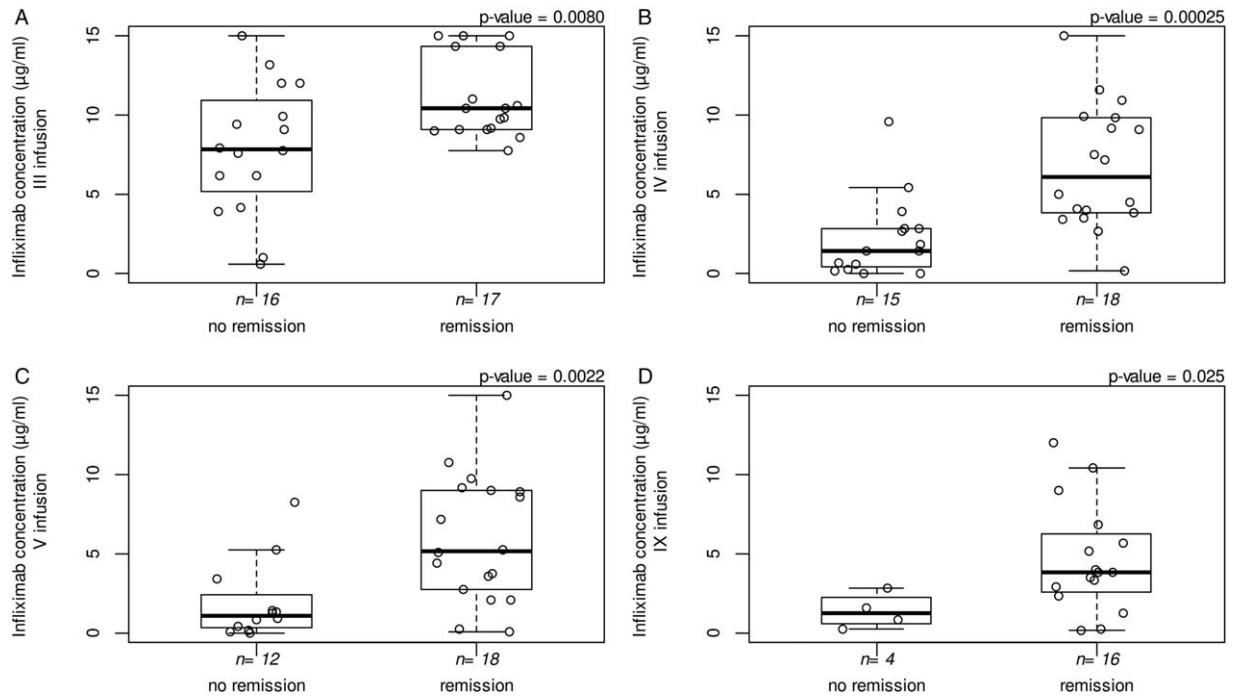 A
p-value = 0.0080
Infliximab concentration (µg/ml)
III infusion
15
10
5
0
n= 16
n= 17
no remission
remission
B
p-value = 0.00025
Infliximab concentration (µg/ml)
IV infusion
15
10
5
0
n= 15
n= 18
no remission
remission
C
p-value = 0.0022
Infliximab concentration (µg/ml)
V infusion
15
10
5
0
n= 12
n= 18
no remission
remission
D
p-value = 0.025
Infliximab concentration (µg/ml)
IX infusion
15
10
5
0
n= 4
n= 16
no remission
remission